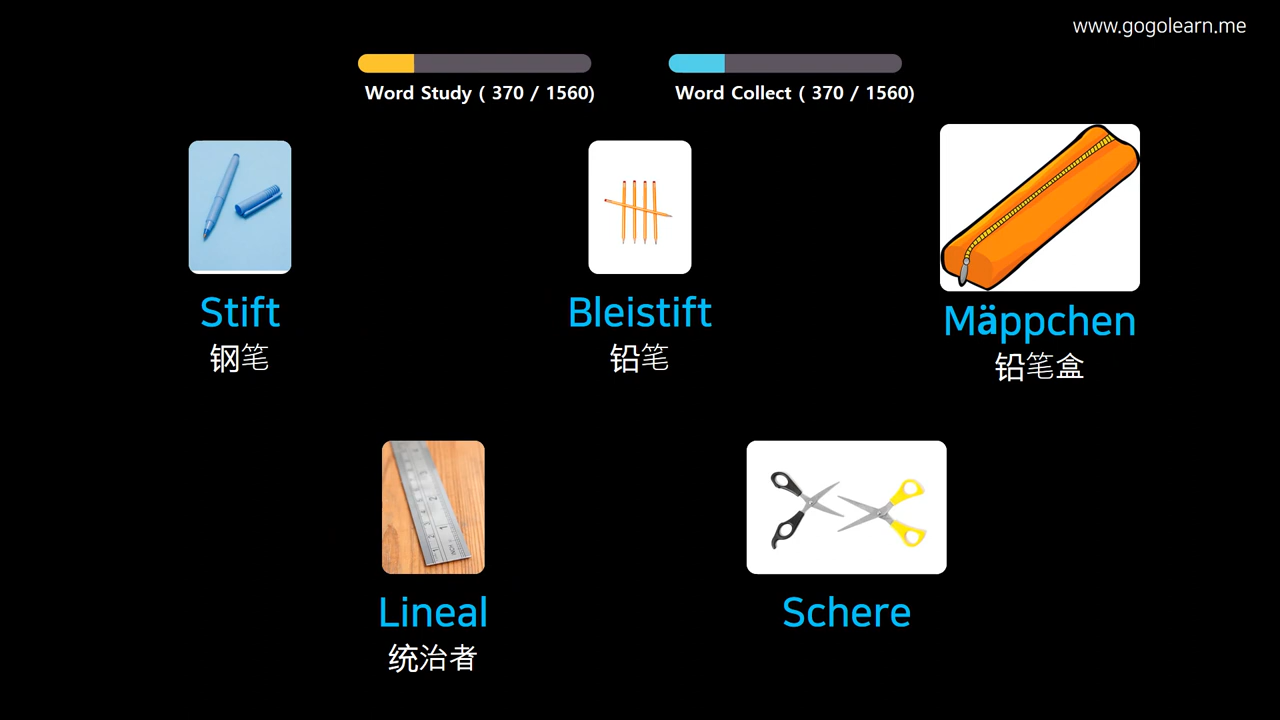 www.gogolearn.me
Word Study ( 370 / 1560)
Word Collect ( 370 / 1560)
Stift
钢笔
Bleistift
铅笔
Mäppchen
铅笔盒
Lineal
统治者
Schere